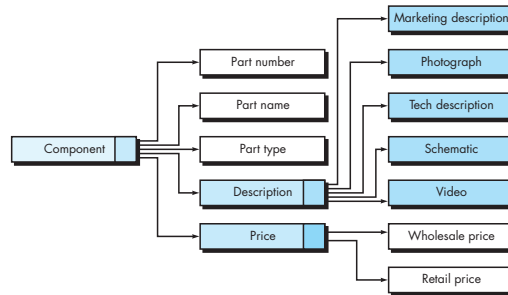 Component
Part number
Part name
Part type
Description
Price
Marketing description
Photograph
Tech description
Schematic
Video
Wholesale price
Retail price